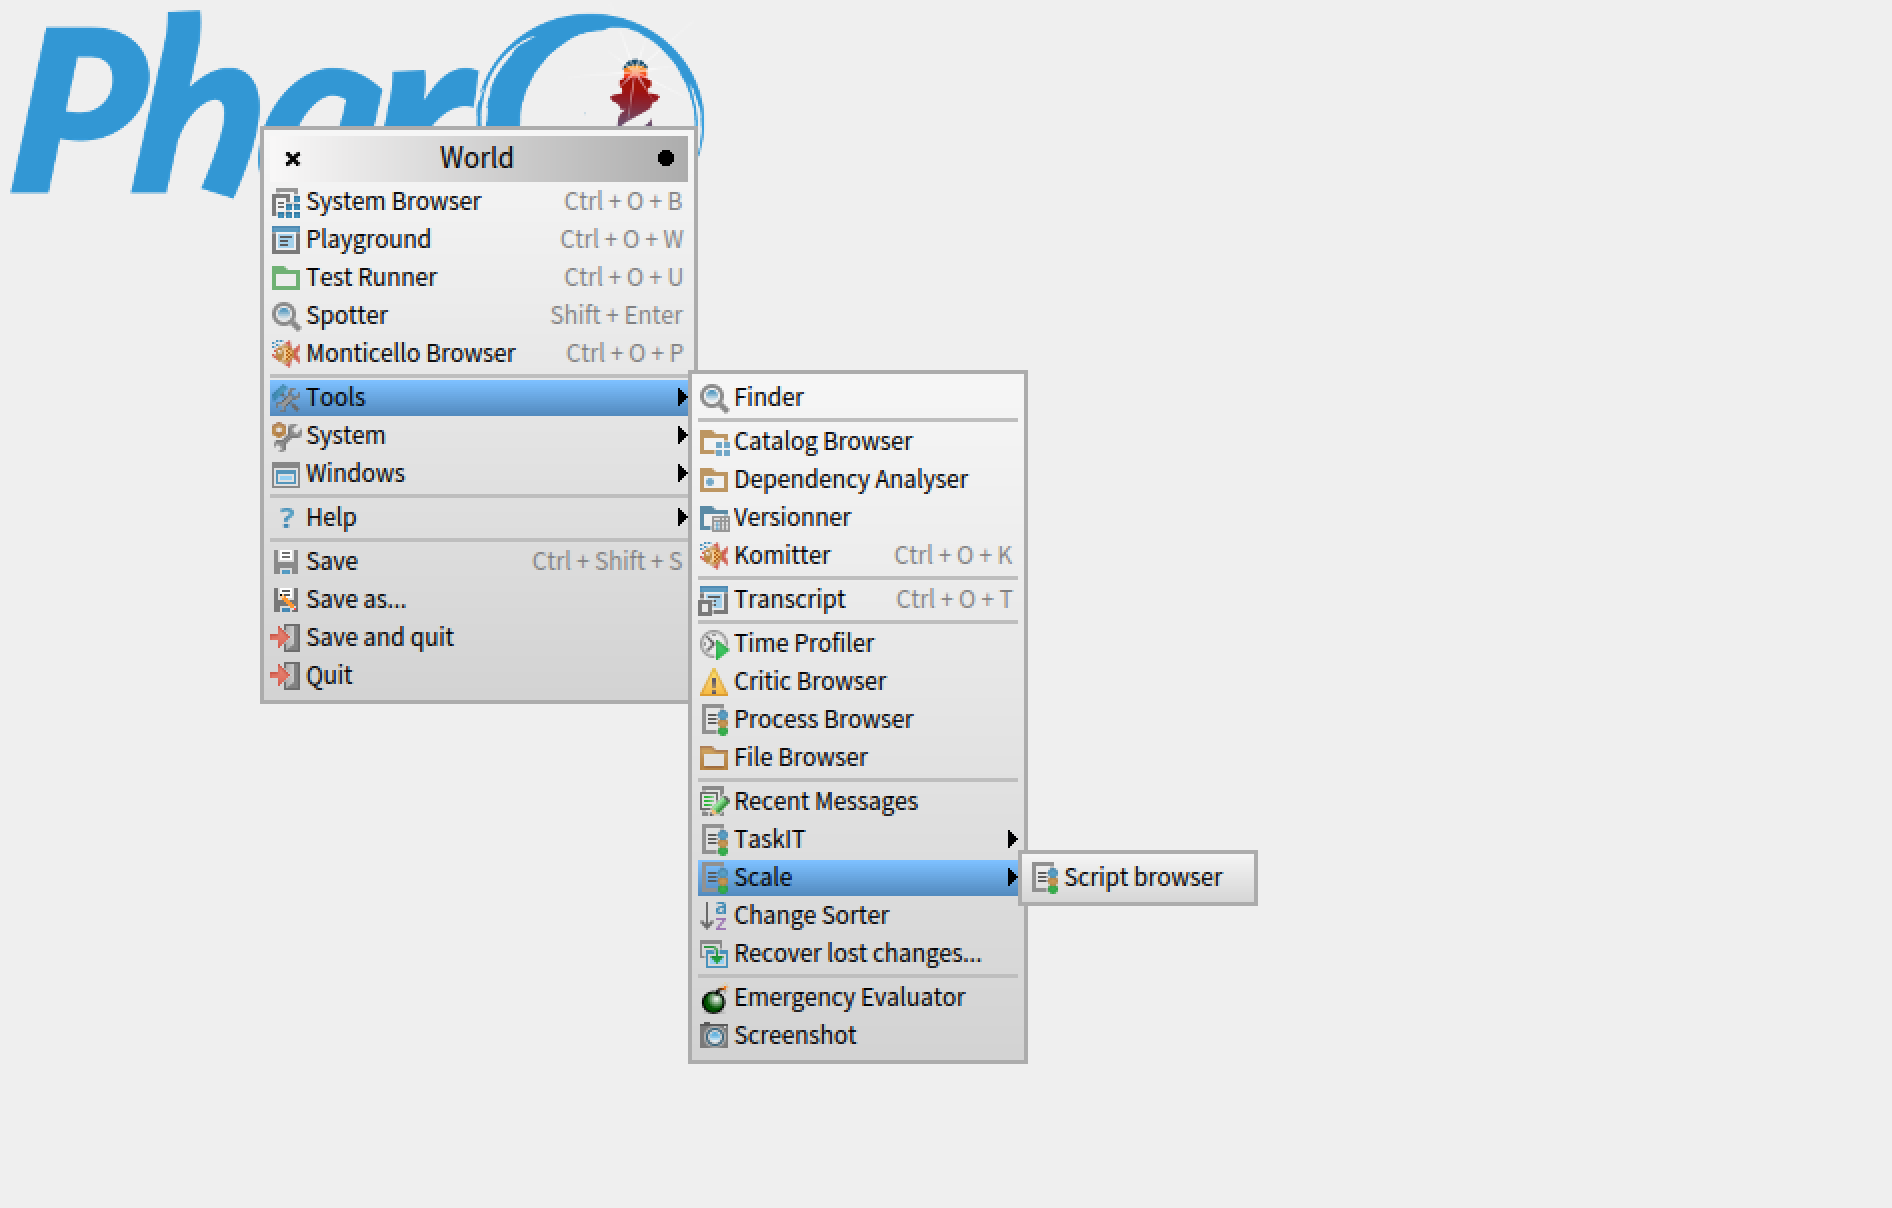 Pharo
World
System Browser Ctrl + O + B
Playground Ctrl + O + W
Test Runner Ctrl + O + U
Spotter Shift + Enter
Monticello Browser Ctrl + O + P
Tools
System
Windows
Help
Save Ctrl + Shift + S
Save as...
Save and quit
Quit
Finder
Catalog Browser
Dependency Analyser
Versionner
Komitter Ctrl + O + K
Transcript Ctrl + O + T
Time Profiler
Critic Browser
Process Browser
File Browser
Recent Messages
TaskIT
Scale
Change Sorter
Recover lost changes...
Emergency Evaluator
Screenshot
Script browser